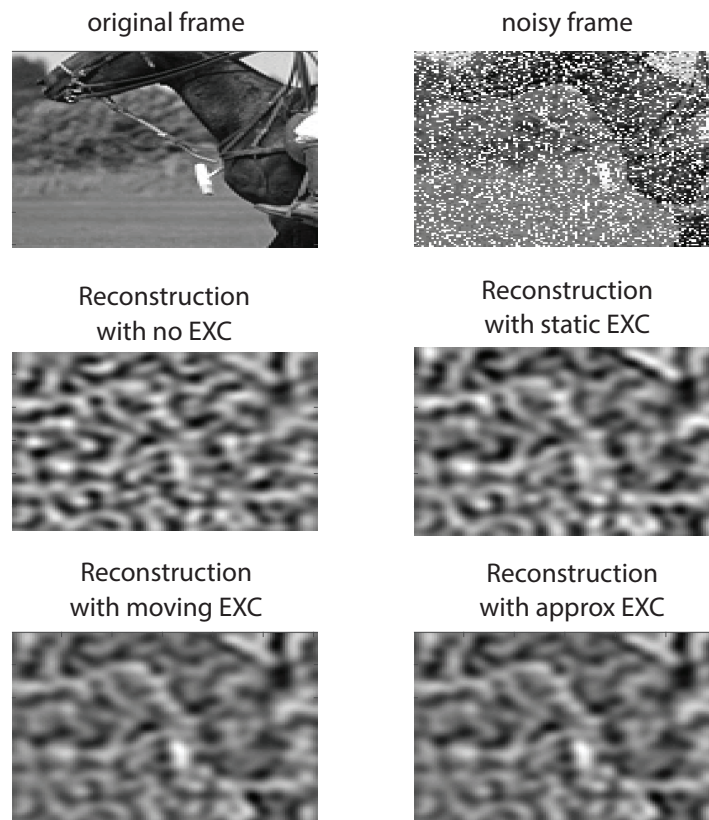 original frame
noisy frame
Reconstruction
with no EXC
Reconstruction
with static EXC
Reconstruction
with moving EXC
Reconstruction
with approx EXC